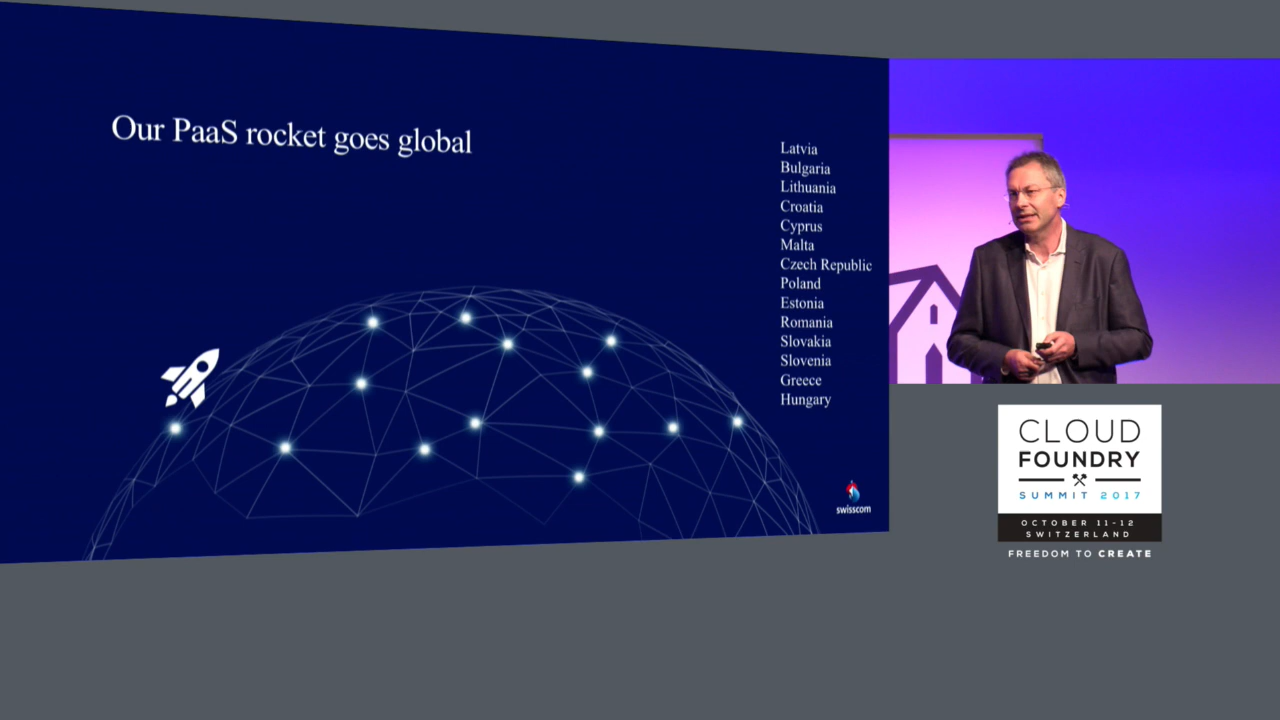 Our PaaS rocket goes global
Latvia
Bulgaria
Lithuania
Croatia
Cyprus
Malta
Czech Republic
Poland
Estonia
Romania
Slovakia
Slovenia
Greece
Hungary
swisscom
CLOUD
FOUNDRY
SUMMIT 2017
OCTOBER 11-12
SWITZERLAND
FREEDOM TO CREATE